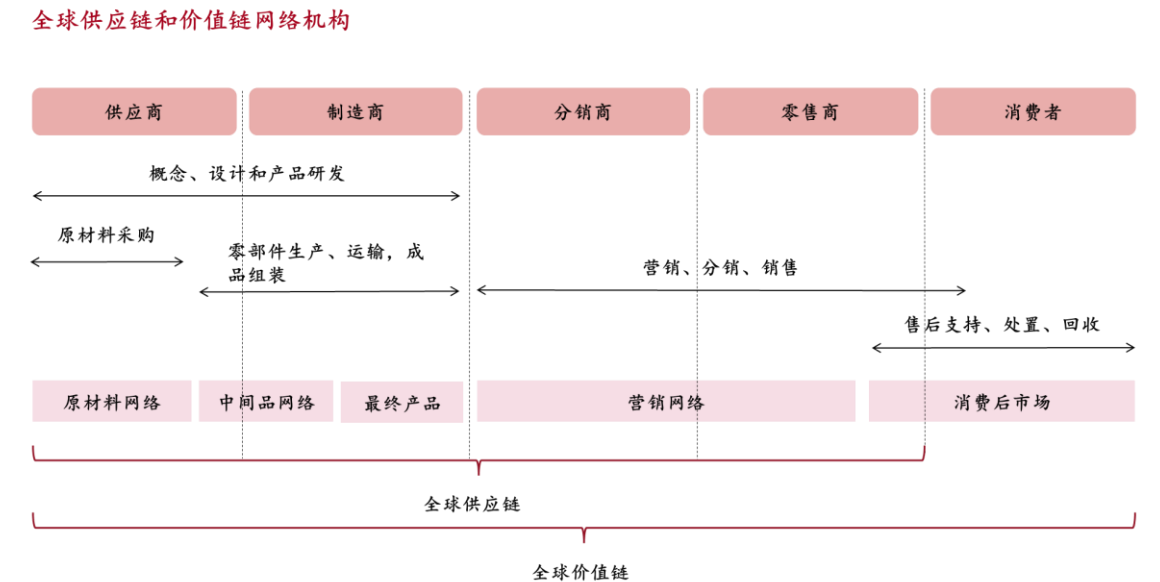 全球供应链和价值链网络机构
供应商
制造商
分销商
零售商
消费者
概念、设计和产品研发
原材料采购
零部件生产、运输，成
品组装
营销、分销、销售
售后支持、处置、回收
原材料网络
中间品网络
最终产品
营销网络
消费后市场
全球供应链
全球价值链